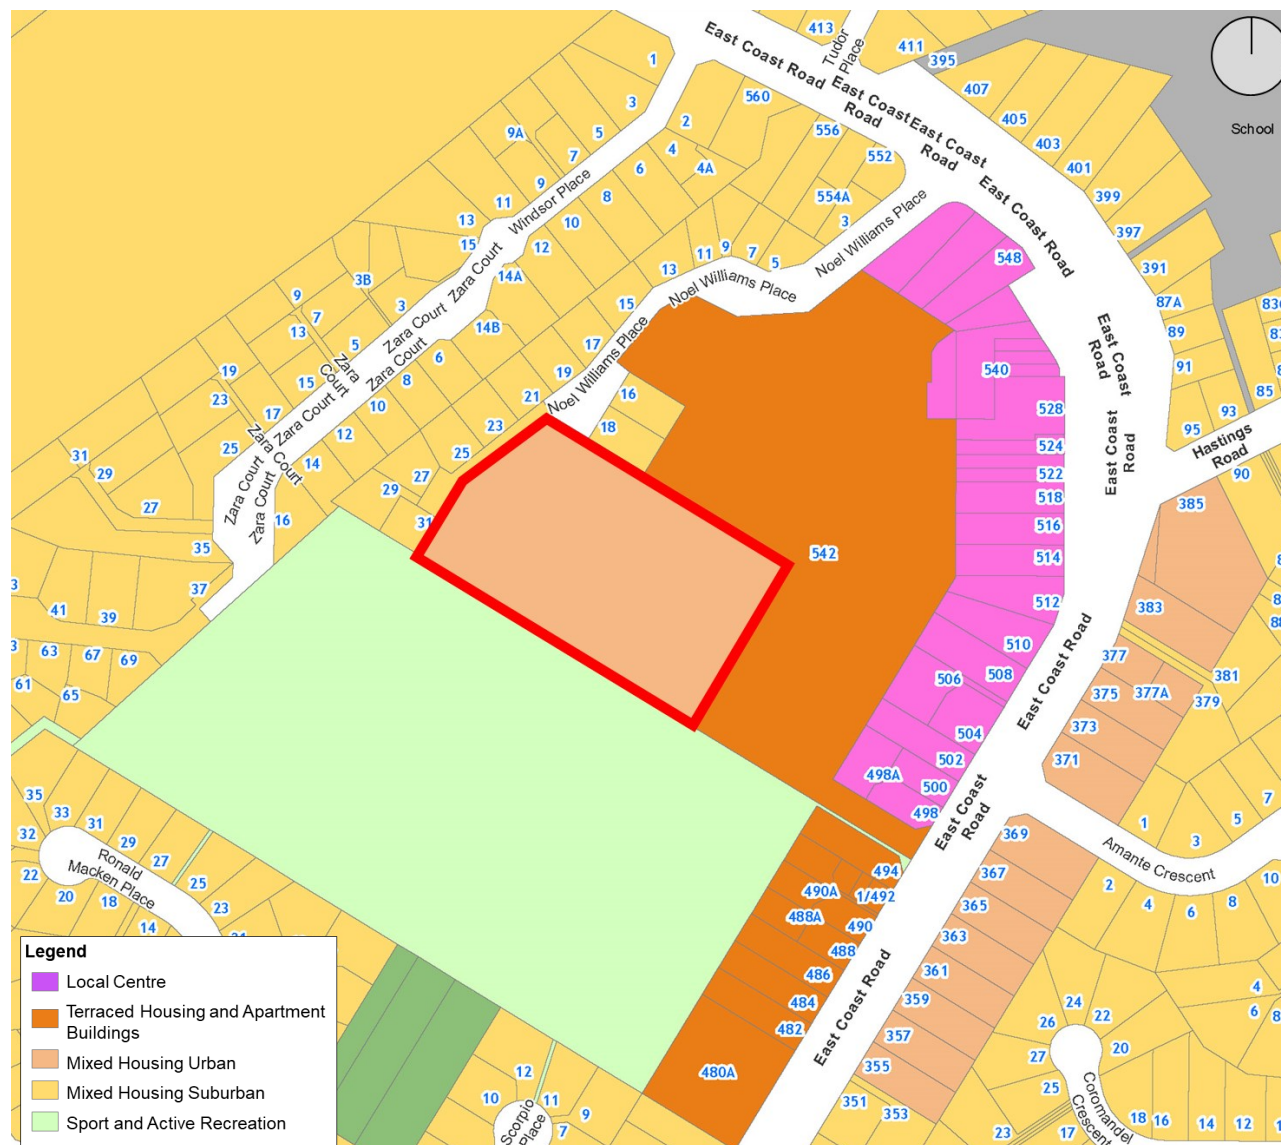 413
Tudor
Place
411
395
East Coast Road
East Coast
Road
East Coast
Road
East Coast Road
1
3
560
2
9A
5
556
407
405
403
401
399
397
School
7
4
4A
6
552
9
Windsor Place
8
554A
3
11
10
13
15
12
Noel Williams Place
14A
Zara Court
11
9
7
5
13
Noel Williams Place
548
391
87A
89
91
9
3B
7
3
13
5
Zara Court
14B
15
17
East Coast
Road
540
19
Zara
Court
Zara Court
6
8
15
23
17
10
19
Noel Williams Place
21
16
528
85
93
95
Hastings
Road
90
Zara Court
Zara
Court
25
12
23
18
524
East Coast
Road
31
29
14
25
522
27
27
29
518
385
Zara Court
Zara Court
16
31
516
35
542
514
37
512
383
3
41
39
510
East Coast Road
377
381
63
67
69
61
65
506
508
375
377A
379
373
504
502
371
498A
500
498
East Coast
Road
7
5
3
1
Amante Crescent
10
35
33
31
29
27
32
22
20
18
14
Ronald
Macken Place
25
23
369
367
494
490A
1/492
488A
490
488
486
484
482
480A
365
363
361
359
357
355
351
353
East Coast Road
2
4
6
8
4
6
8
24
22
26
20
27
25
Coromandel
Crescent
18
16
14
12
23
17
12
10
11
9
7
Scorpio
Place
Legend
Local Centre
Terraced Housing and Apartment
Buildings
Mixed Housing Urban
Mixed Housing Suburban
Sport and Active Recreation